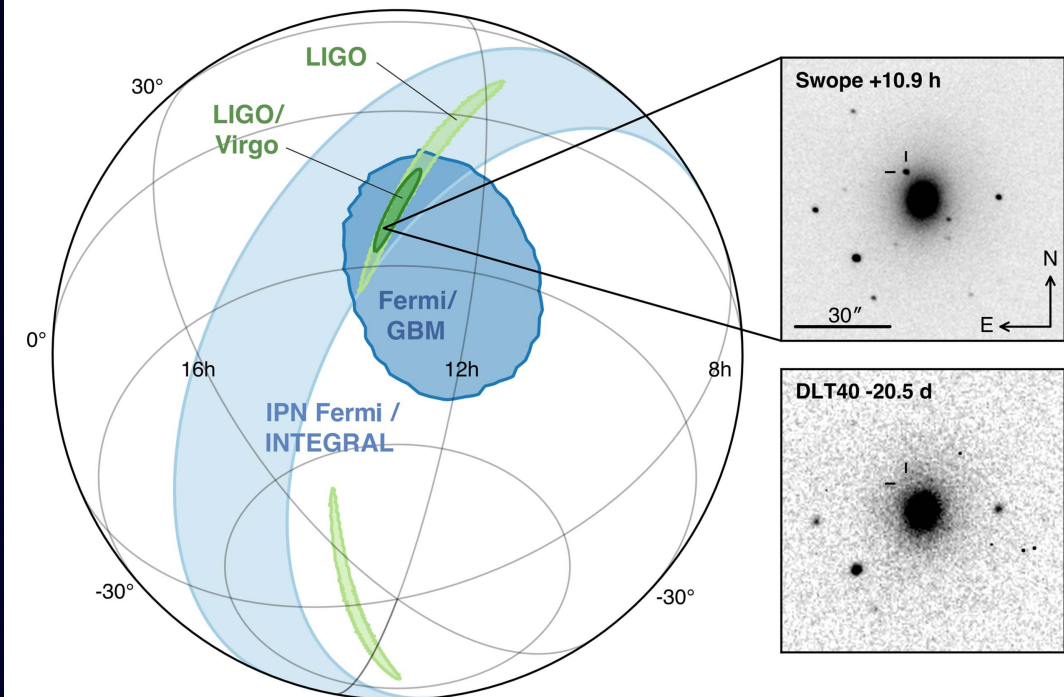 LIGO
30°
LIGO/
Virgo
Fermi/
GBM
0°
16h
12h
8h
IPN Fermi /
INTEGRAL
-30°
-30°
Swope +10.9 h
N
30″
E
DLT40 -20.5 d